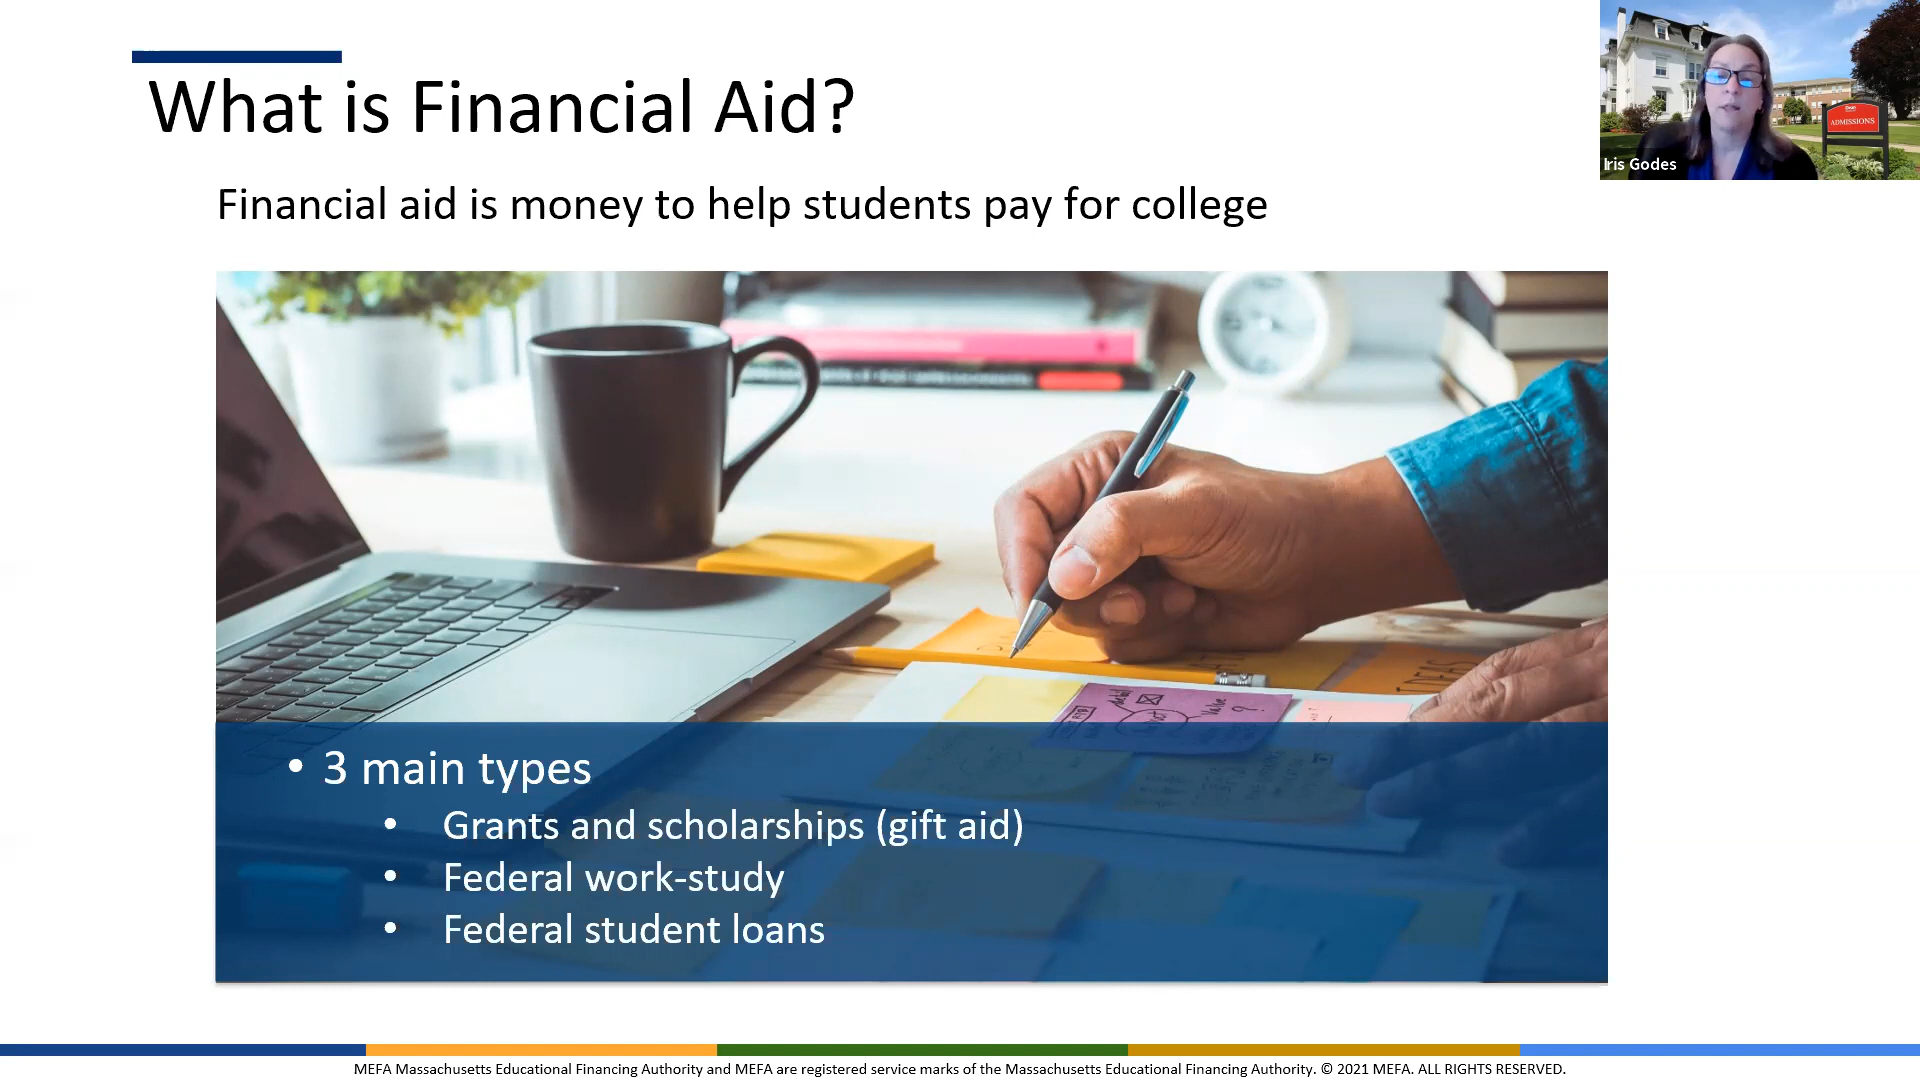 What is Financial Aid?
Financial aid is money to help students pay for college
ADMISSIONS
Iris Godes
IDEAS
Value
?
• 3 main types
• Grants and scholarships (gift aid)
• Federal work-study
• Federal student loans
MEFA Massachusetts Educational Financing Authority and MEFA are registered service marks of the Massachusetts Educational Financing Authority. © 2021 MEFA. ALL RIGHTS RESERVED.